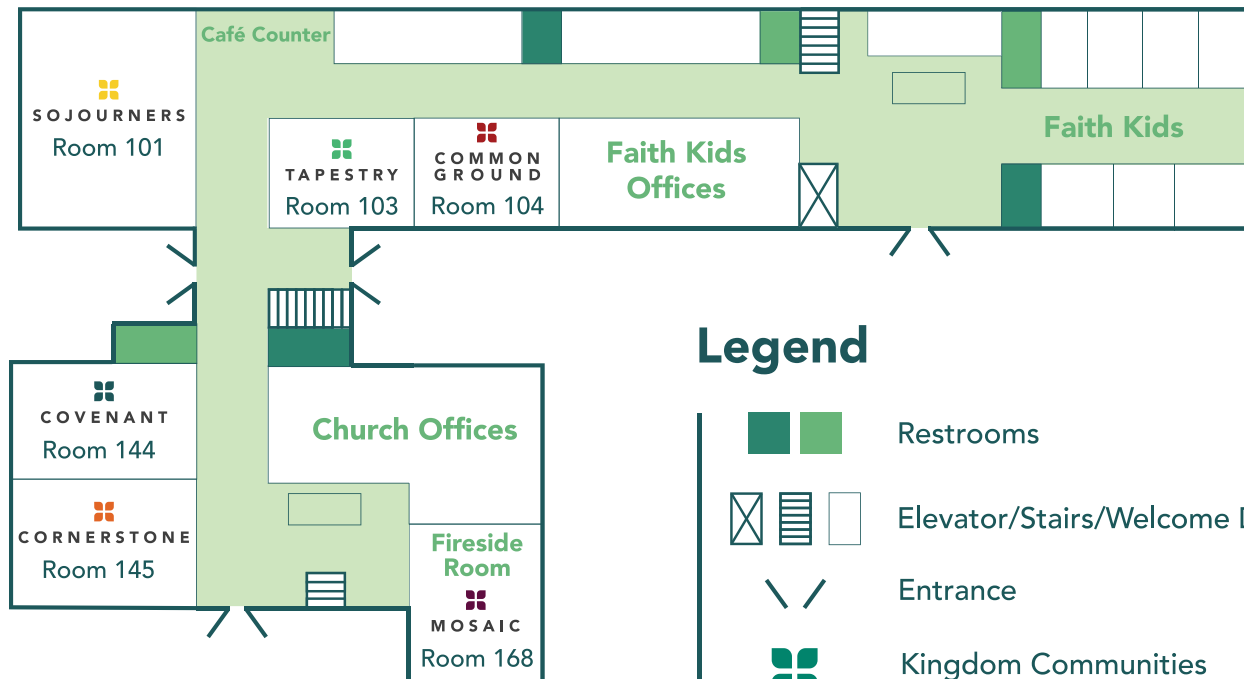 Café Counter
SOJOURNERS
Room 101
TAPESTRY
Room 103
COMMON
GROUND
Room 104
Faith Kids
Offices
Faith Kids
COVENANT
Room 144
CORNERSTONE
Room 145
Church Offices
Fireside
Room
MOSAIC
Room 168
Legend
Restrooms
Elevator/Stairs/Welcome
Entrance
Kingdom Communities